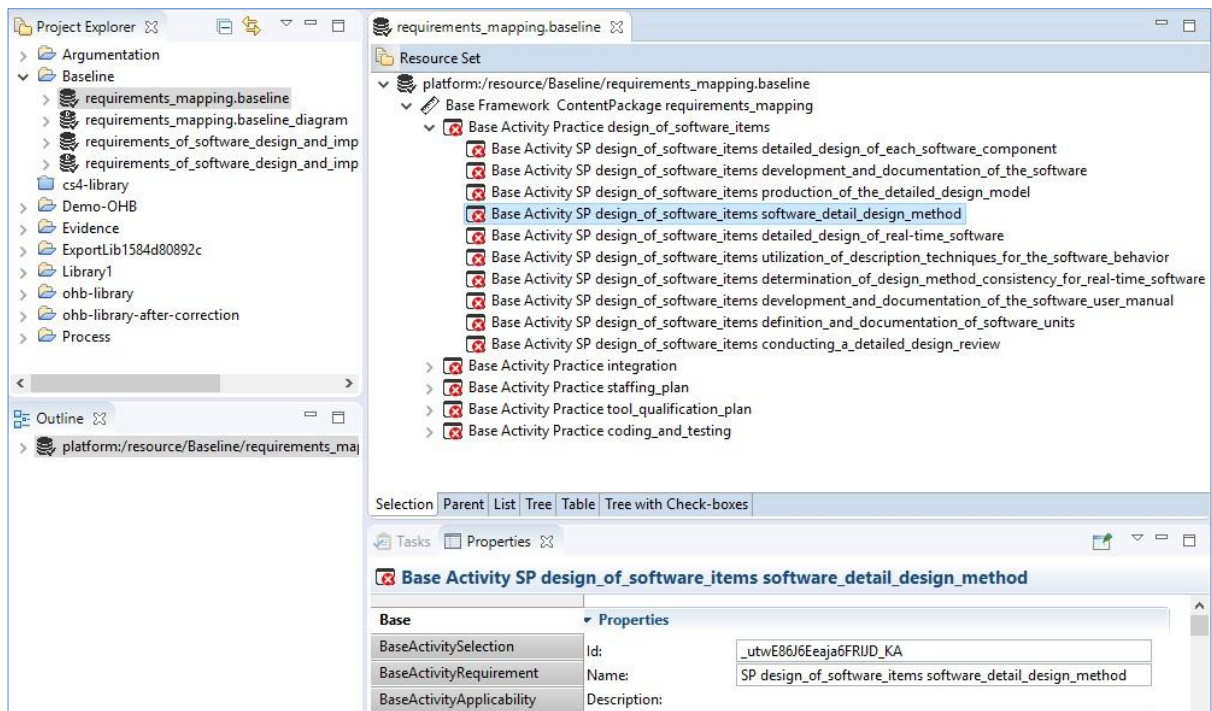 Project Explorer
Argumentation
Baseline
requirements_mapping.baseline
requirements_mapping.baseline_diagram
requirements_of_software_design_and_imp
requirements_of_software_design_and_imp
cs4-library
Demo-OHB
Evidence
ExportLib1584d80892c
Library1
ohb-library
ohb-library-after-correction
Process
Outline
platform:/resource/Baseline/requirements_ma
requirements_mapping.baseline
Resource Set
platform:/resource/Baseline/requirements_mapping.baseline
Base Framework ContentPackage requirements_mapping
Base Activity Practice design_of_software_items
Base Activity SP design_of_software_items detailed_design_of_each_software_component
Base Activity SP design_of_software_items development_and_documentation_of_the_software
Base Activity SP design_of_software_items production_of_the_detailed_design_model
Base Activity SP design_of_software_items software_detail_design_method
Base Activity SP design_of_software_items detailed_design_of_real-time_software
Base Activity SP design_of_software_items utilization_of_description_techniques_for_the_software_behavior
Base Activity SP design_of_software_items determination_of_design_method_consistency_for_real-time_software
Base Activity SP design_of_software_items development_and_documentation_of_the_software_user_manual
Base Activity SP design_of_software_items definition_and_documentation_of_software_units
Base Activity SP design_of_software_items conducting_a_detailed_design_review
Base Activity Practice integration
Base Activity Practice staffing_plan
Base Activity Practice tool_qualification_plan
Base Activity Practice coding_and_testing
Selection Parent List Tree Table Tree with Check-boxes
Tasks Properties
Base Activity SP design_of_software_items software_detail_design_method
Base Properties
BaseActivitySelection Id: _utwE86J6Eeaja6FRIJD_KA
BaseActivityRequirement Name: SP design_of_software_items software_detail_design_method
BaseActivityApplicability Description: